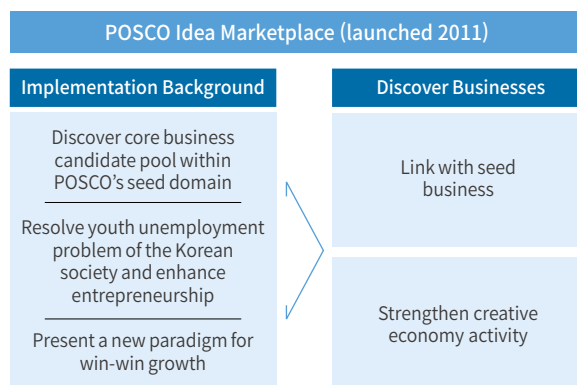 POSCO Idea Marketplace (launched 2011)
Implementation Background
Discover core business
candidate pool within
POSCO's seed domain
Resolve youth unemployment
problem of the Korean
society and enhance
entrepreneurship
Present a new paradigm for
win-win growth
Discover Businesses
Link with seed
business
Strengthen creative
economy activity